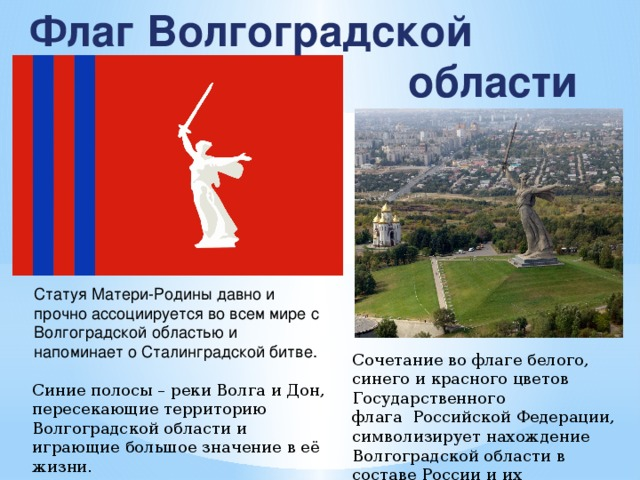 Флаг Волгоградской
области
Статуя Матери-Родины давно и
прочно ассоциируется во всем мире с
Волгоградской областью и
напоминает о Сталинградской битве.
Синие полосы – реки Волга и Дон,
пересекающие территорию
Волгоградской области и
играющие большое значение в её
жизни.
Сочетание во флаге белого,
синего и красного цветов
Государственного
флага  Российской Федерации,
символизирует нахождение
Волгоградской области в
составе России и их